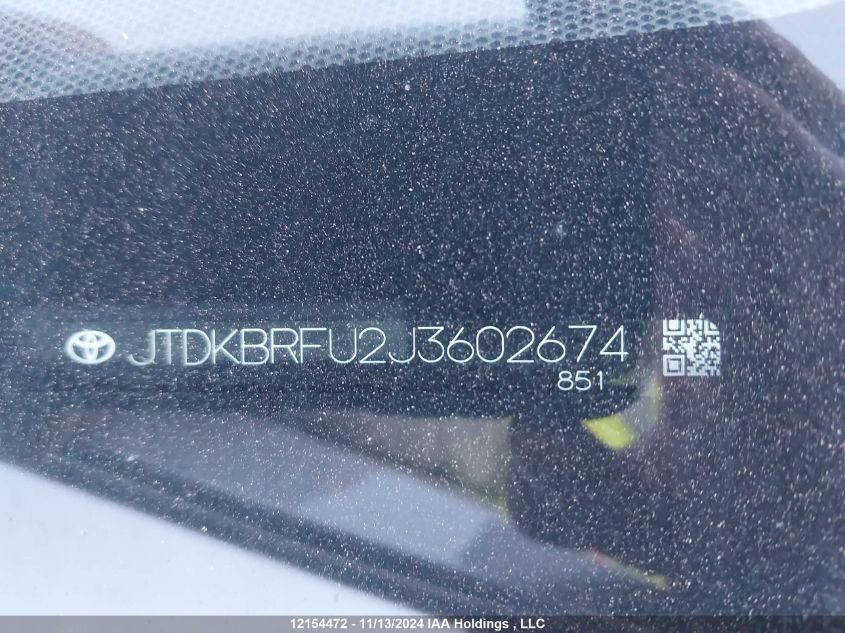 JTDKBRFU2J3602674
851
12154472 - 11/13/2024 IAA Holdings , LLC